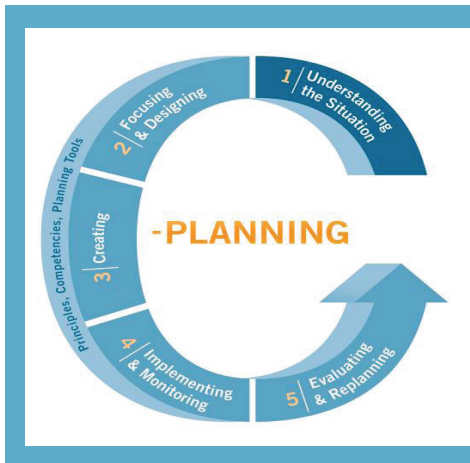 1 Understanding
the Situation
2 Focusing
& Designing
3 Creating
4 Implementing
& Monitoring
5 Evaluating
& Replanning
Principles, Competencies, Planning Tools
-PLANNING